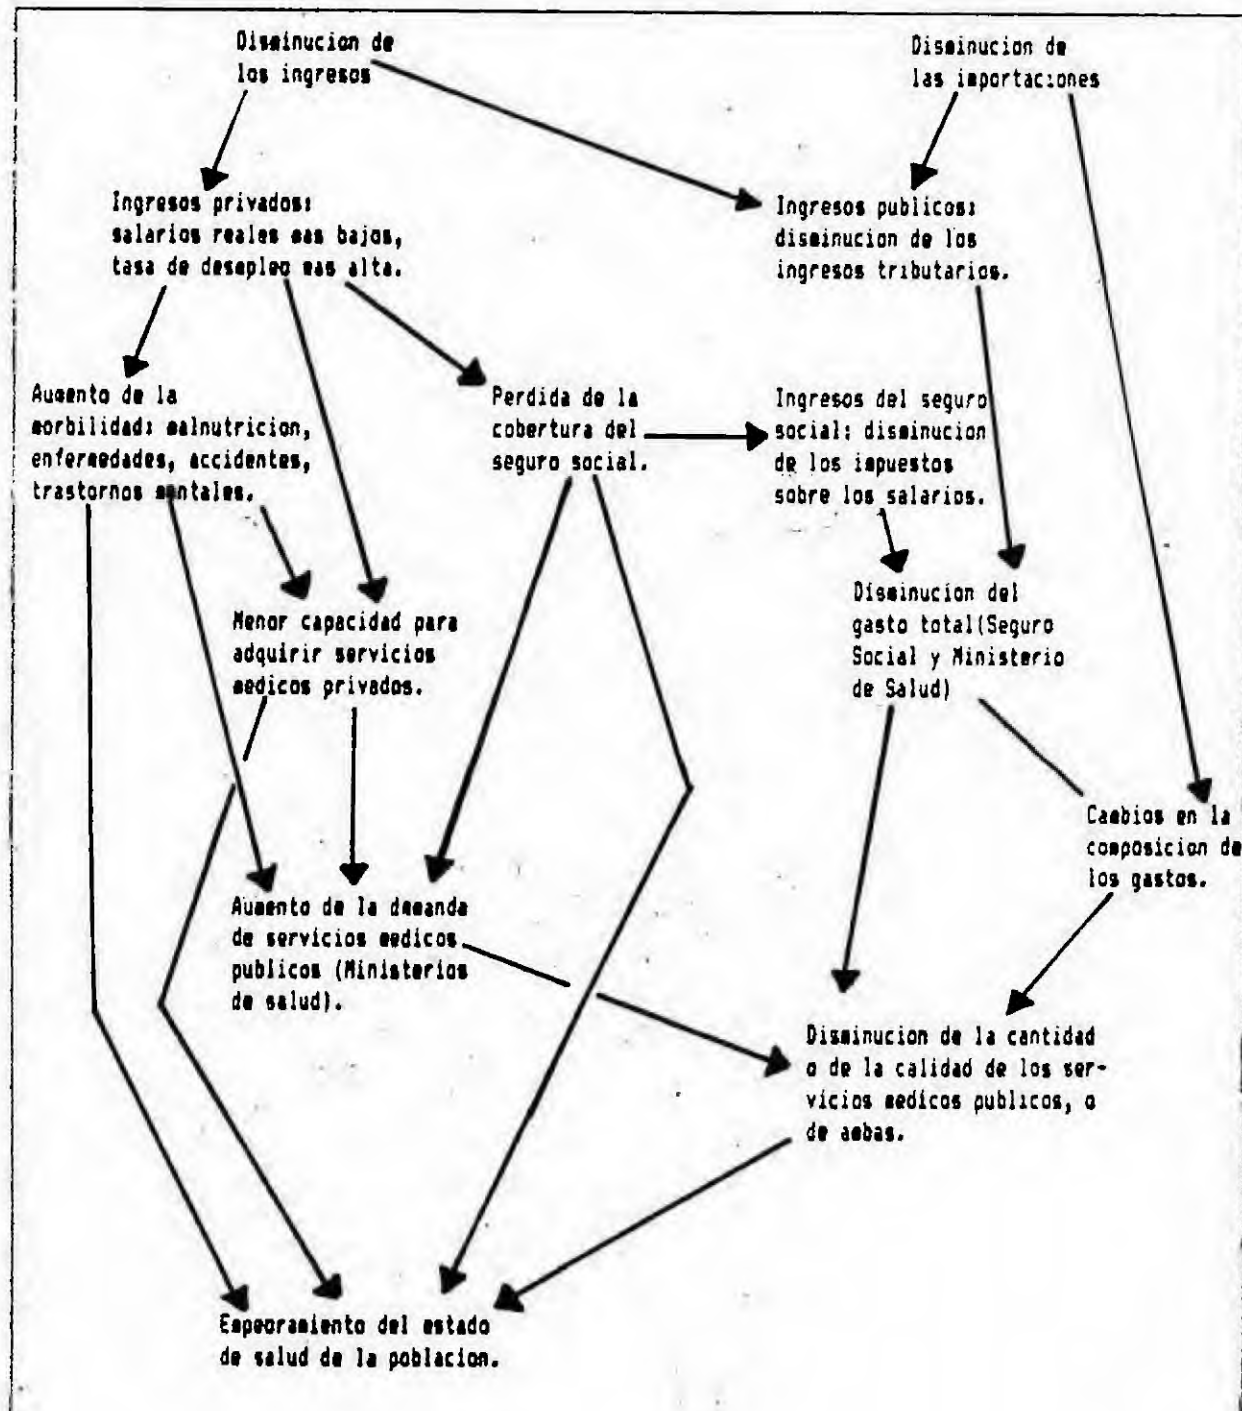 Disminucion de
los ingresos
Disminucion de
las importaciones
Ingresos privados:
salarios reales mas bajos,
tasa de desepleo mas alta.
Ingresos publicos:
disminucion de los
ingresos tributarios.
Aumento de la
morbilidad: malnutricion,
enfermedades, accidentes,
trastornos mentales.
Perdida de la
cobertura del
seguro social.
Ingresos del seguro
social: disminucion
de los impuestos
sobre los salarios.
Menor capacidad para
adquirir servicios
medicos privados.
Disminucion del
gasto total(Seguro
Social y Ministerio
de Salud)
Cambios en la
composicion de
los gastos.
Aumento de la demanda
de servicios medicos
publicos (Ministerios
de salud).
Disminucion de la cantidad
o de la calidad de los ser-
vicios medicos publicos, o
de ambas.
Empeoramiento del estado
de salud de la poblacion.